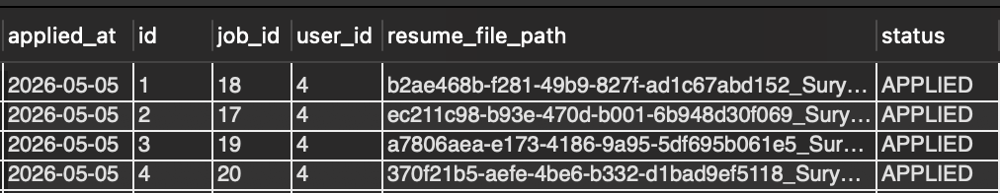 applied_at id job_id user_id resume_file_path status
2026-05-05 1 18 4 b2ae468b-f281-49b9-827f-ad1c67abd152_Sury... APPLIED
2026-05-05 2 17 4 ec211c98-b93e-470d-b001-6b948d30f069_Sury... APPLIED
2026-05-05 3 19 4 a7806aea-e173-4186-9a95-5df695b061e5_Sur... APPLIED
2026-05-05 4 20 4 370f21b5-aefe-4be6-b332-d1bad9ef5118_Sury... APPLIED